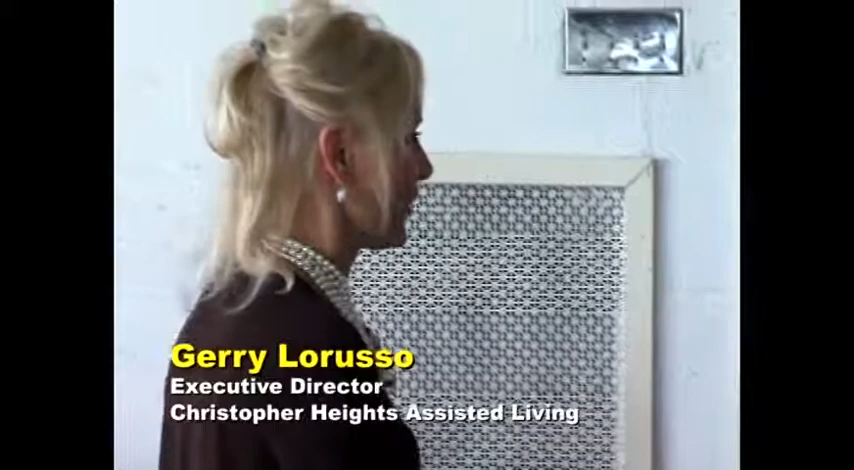 Gerry Lorusso
Executive Director
Christopher Heights Assisted Living